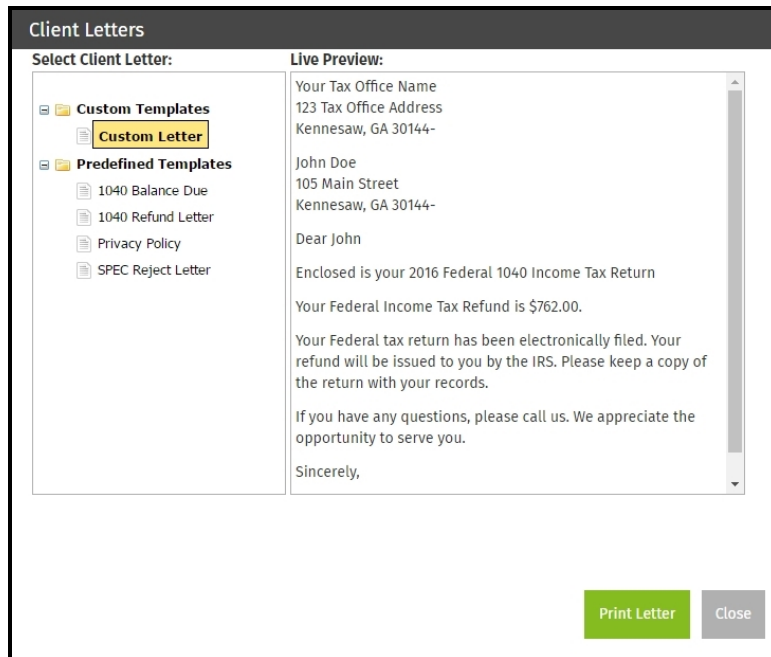 Client Letters
Select Client Letter:
Custom Templates
Custom Letter
Predefined Templates
1040 Balance Due
1040 Refund Letter
Privacy Policy
SPEC Reject Letter
Live Preview:
Your Tax Office Name
123 Tax Office Address
Kennesaw, GA 30144-
John Doe
105 Main Street
Kennesaw, GA 30144-
Dear John
Enclosed is your 2016 Federal 1040 Income Tax Return
Your Federal Income Tax Refund is $762.00.
Your Federal tax return has been electronically filed. Your
refund will be issued to you by the IRS. Please keep a copy of
the return with your records.
If you have any questions, please call us. We appreciate the
opportunity to serve you.
Sincerely,
Print Letter
Close